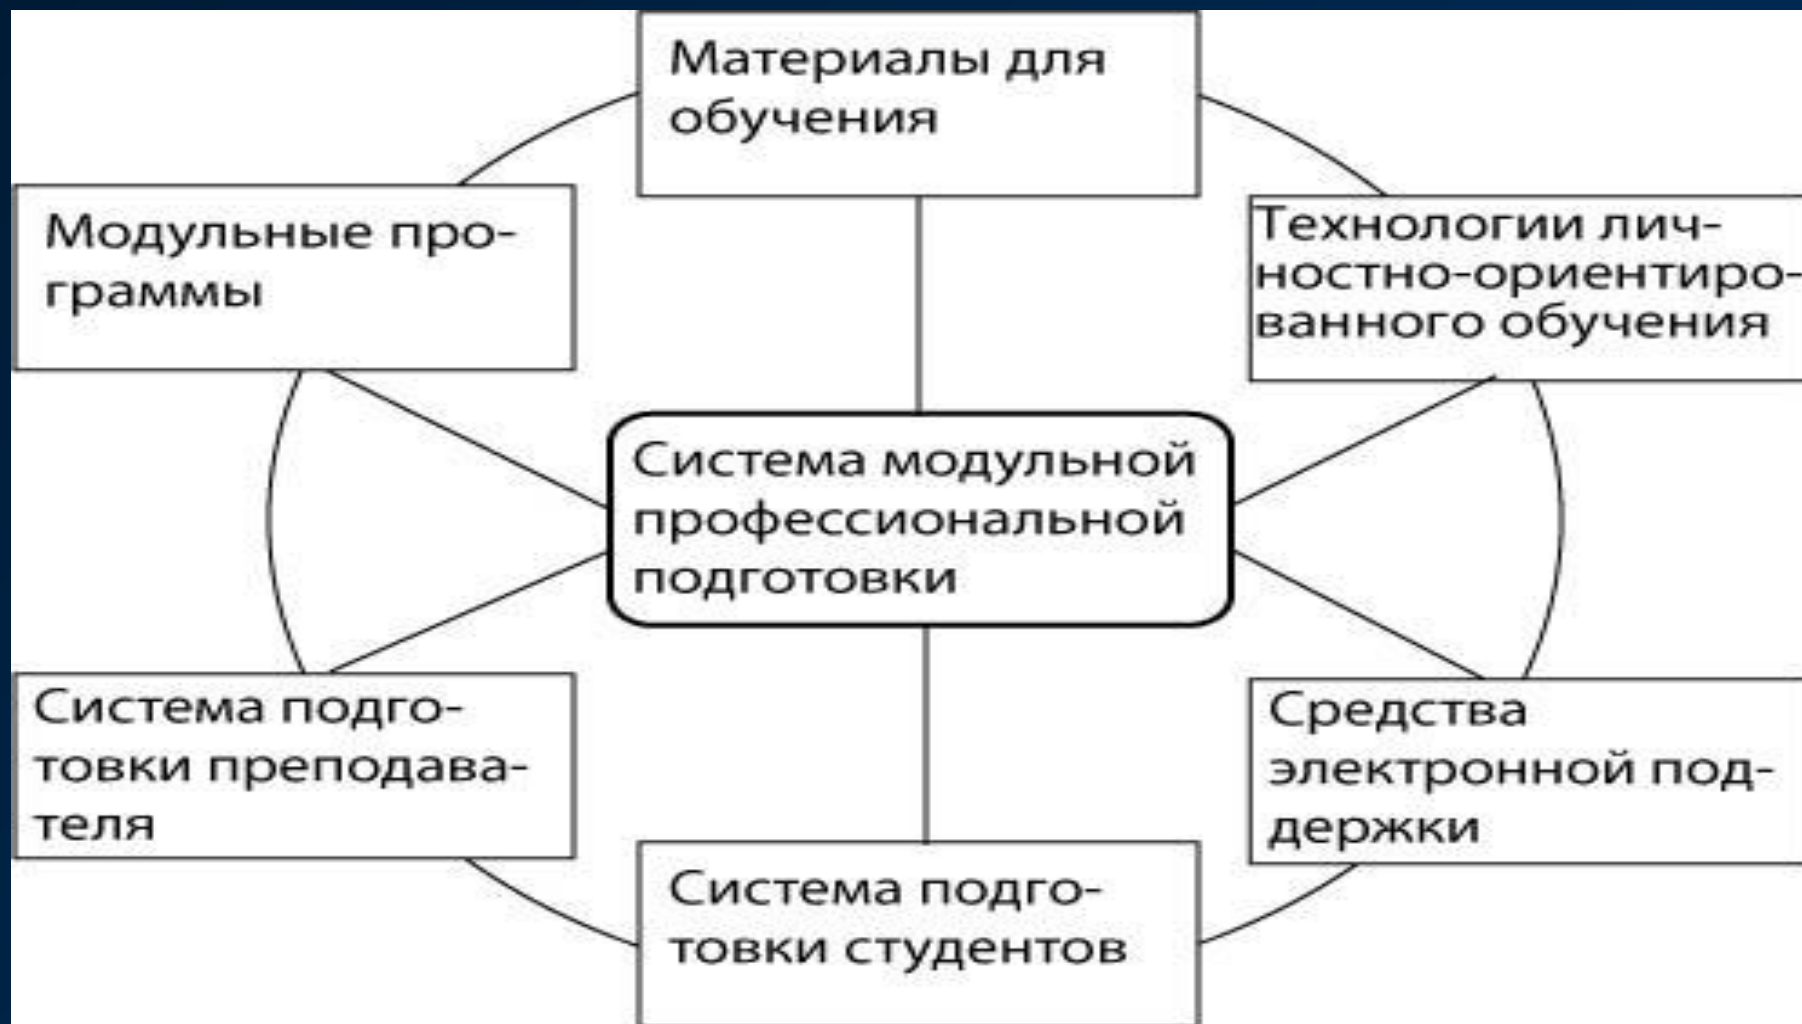 Материалы для
обучения
Модульные про-
граммы
Технологии лич-
ностно-ориентиро-
ванного обучения
Система модульной
профессиональной
подготовки
Система подго-
товки преподава-
теля
Средства
электронной под-
держки
Система подго-
товки студентов